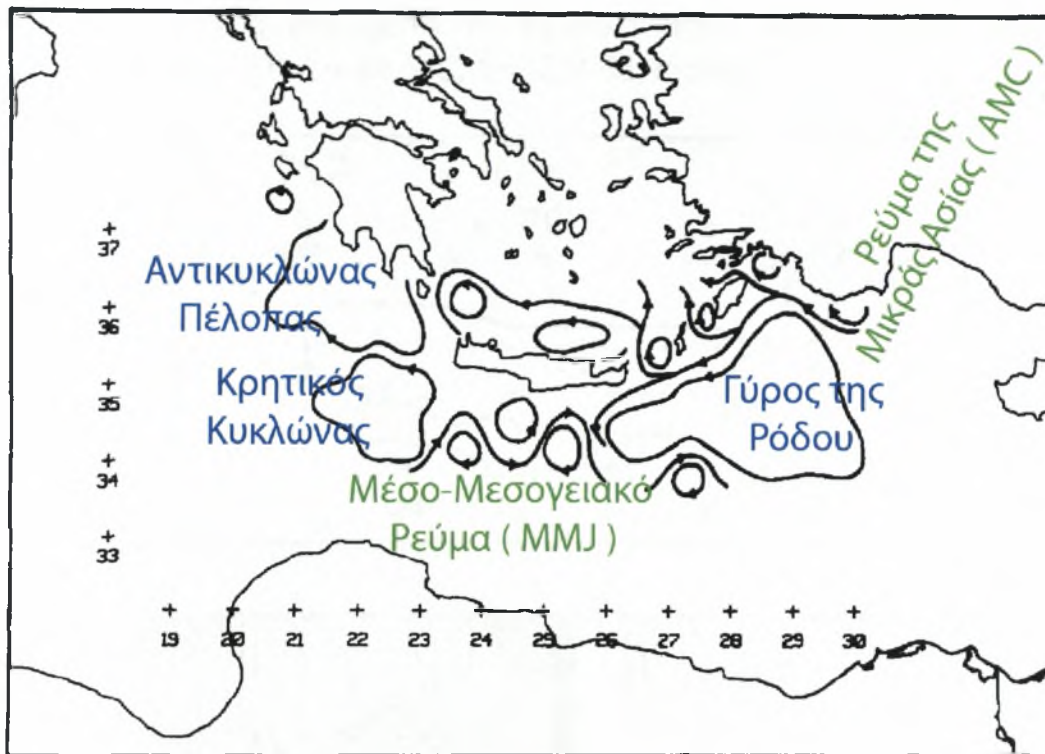 Ρεύμα της
Μικράς Ασίας ( AMC )
Αντικυκλώνας
Πέλοπας
Κρητικός
Κυκλώνας
Γύρος της
Ρόδου
Μέσο-Μεσογειακό
Ρεύμα ( MMJ )
37
36
35
34
33
19 20 21 22 23 24 25 26 27 28 29 30